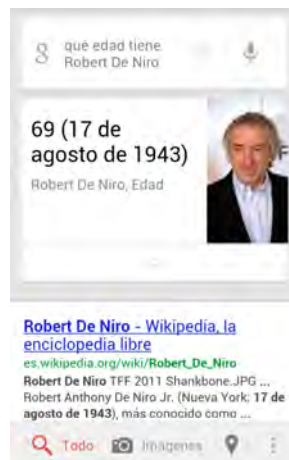 qué edad tiene
Robert De Niro
69 (17 de
agosto de 1943)
Robert De Niro, Edad
Robert De Niro - Wikipedia, la
enciclopedia libre
es.wikipedia.org/wiki/Robert_De_Niro
Robert De Niro TFF 2011 Shankbone.JPG ...
Robert Anthony De Niro Jr. (Nueva York; 17 de
agosto de 1943), más conocido como ...
Todo Imágenes